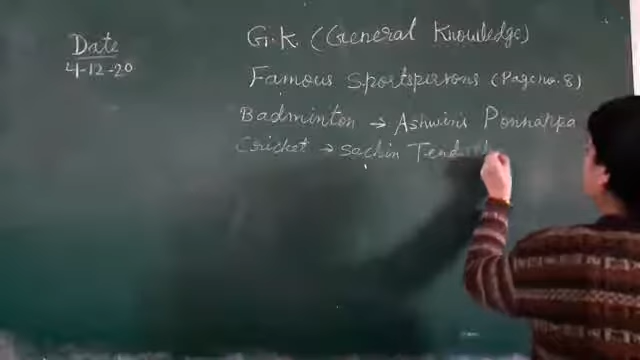 Date
4-12-20
G.K. (General Knowledge)
Famous Sportspersons (Page no. 8)
Badminton → Ashwini Ponnappa
Cricket → Sachin